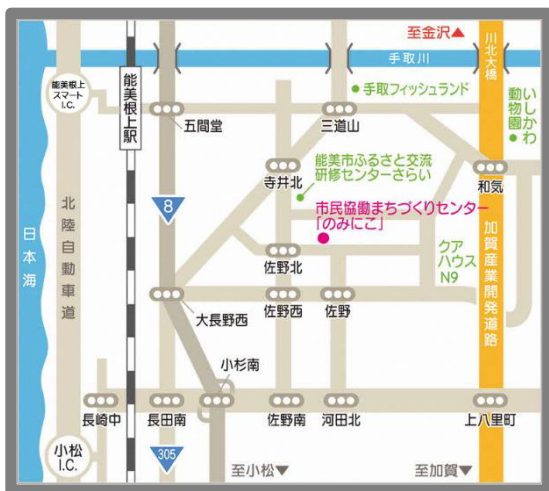 至金沢▲
川北大橋
手取川
能美根上
スマート
I.C.
能美根上駅
手取フィッシュランド
いしかわ
動物園
五間堂
三道山
能美市ふるさと交流
研修センターさらい
寺井北
和気
8
市民協働まちづくりセンター
「のみにこ」
北陸自動車道
日本海
加賀産業開発道路
クア
ハウス
N9
佐野北
大長野西
佐野西
佐野
小杉南
長崎中
長田南
佐野南
河田北
上八里町
小松
I.C.
305
至小松▼
至加賀▼